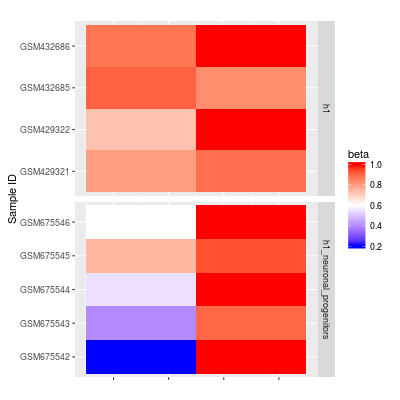 GSM432686
GSM432685
GSM429322
GSM429321
h1
GSM675546
GSM675545
GSM675544
GSM675543
GSM675542
h1_neuronal_progenitors
Sample ID
beta
1.0
0.8
0.6
0.4
0.2